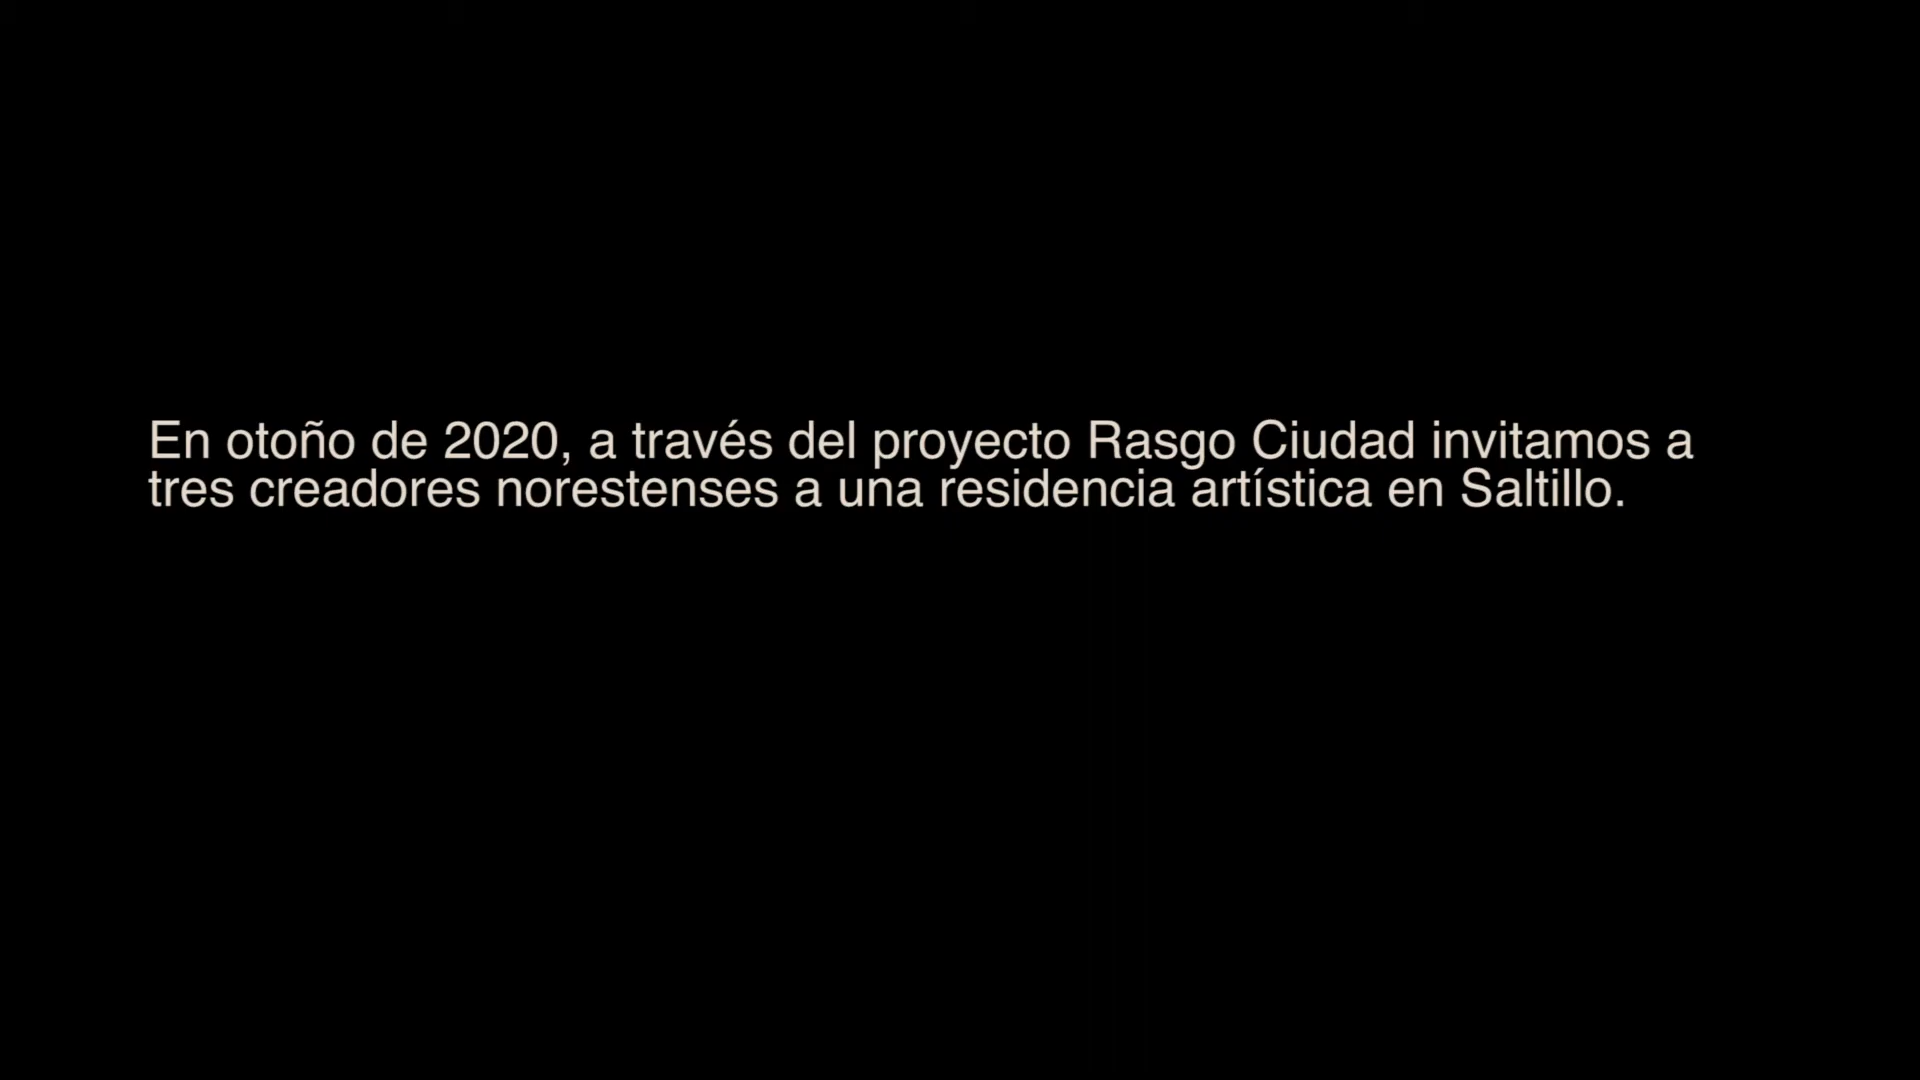 En otoño de 2020, a través del proyecto Rasgo Ciudad invitamos a
tres creadores norestenses a una residencia artística en Saltillo.